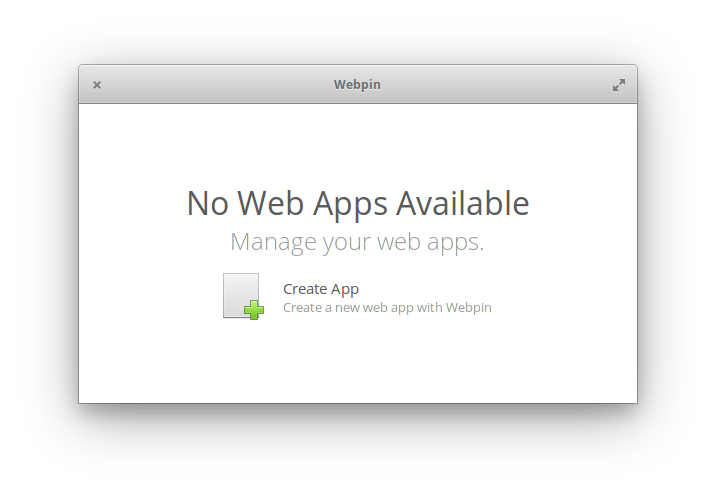 Webpin
No Web Apps Available
Manage your web apps.
Create App
Create a new web app with Webpin